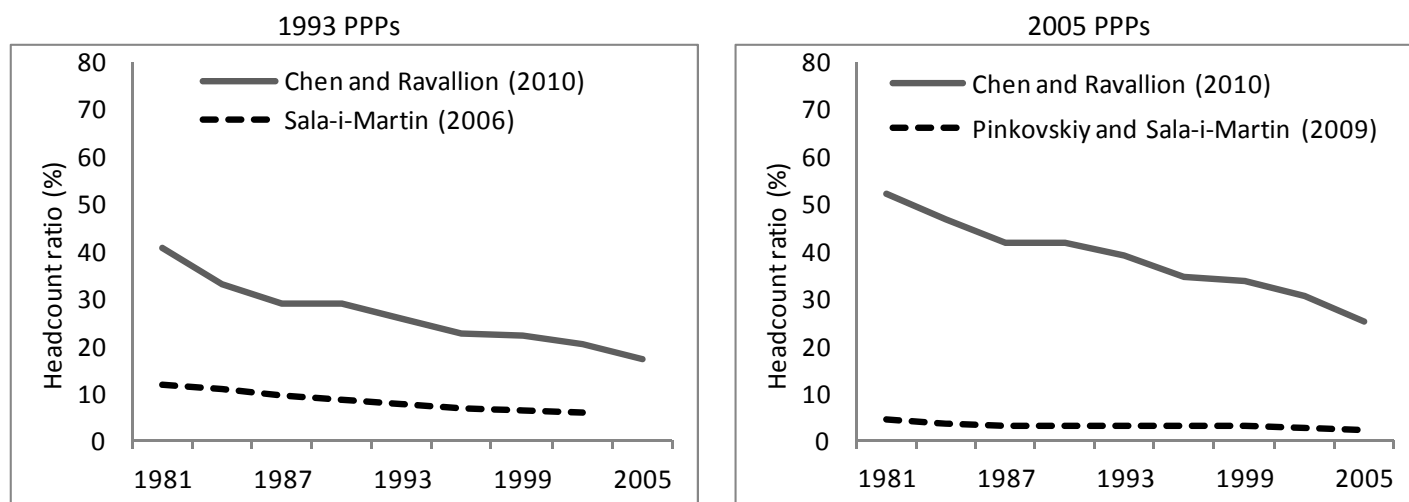 1993 PPPs
80
70
60
50
40
30
20
10
0
Headcount ratio (%)
Chen and Ravallion (2010)
Sala-i-Martin (2006)
1981 1987 1993 1999 2005
2005 PPPs
80
70
60
50
40
30
20
10
0
Headcount ratio (%)
Chen and Ravallion (2010)
Pinkovskiy and Sala-i-Martin (2009)
1981 1987 1993 1999 2005